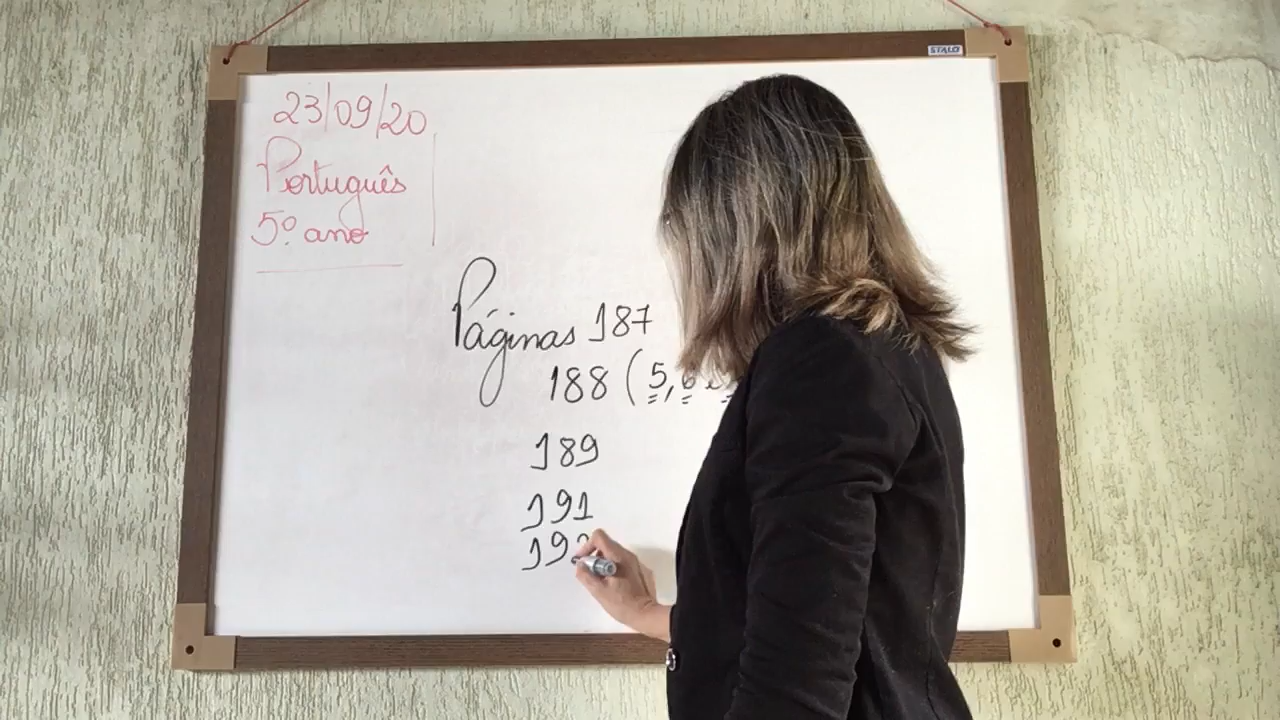 STALO
23/09/20
Português
5º ano
Páginas 187
188 (5, 6 e
189
191